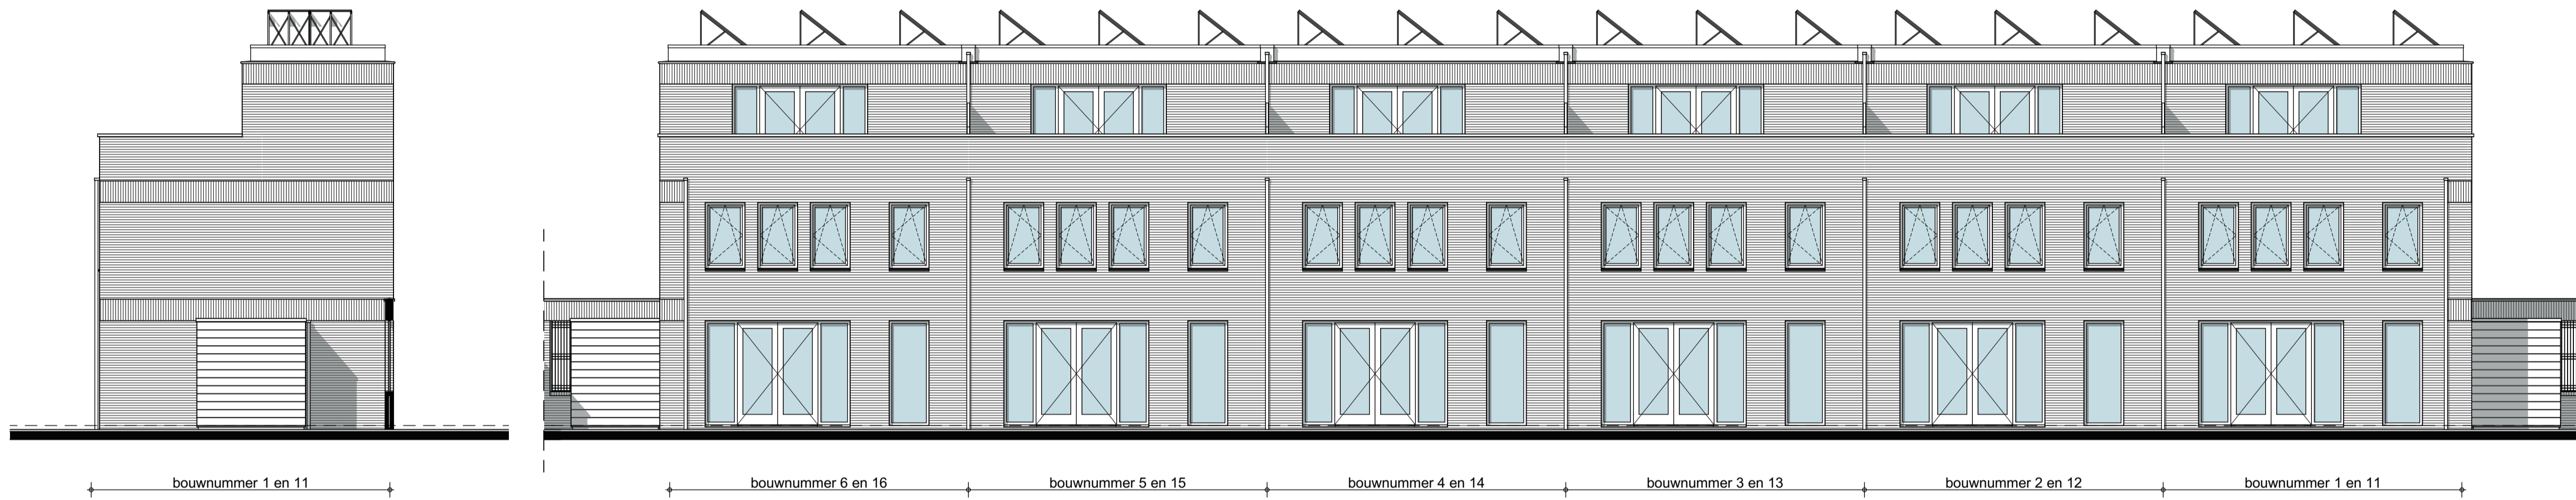 bouwnummer 1 en 11
bouwnummer 6 en 16
bouwnummer 5 en 15
bouwnummer 4 en 14
bouwnummer 3 en 13
bouwnummer 2 en 12
bouwnummer 1 en 11